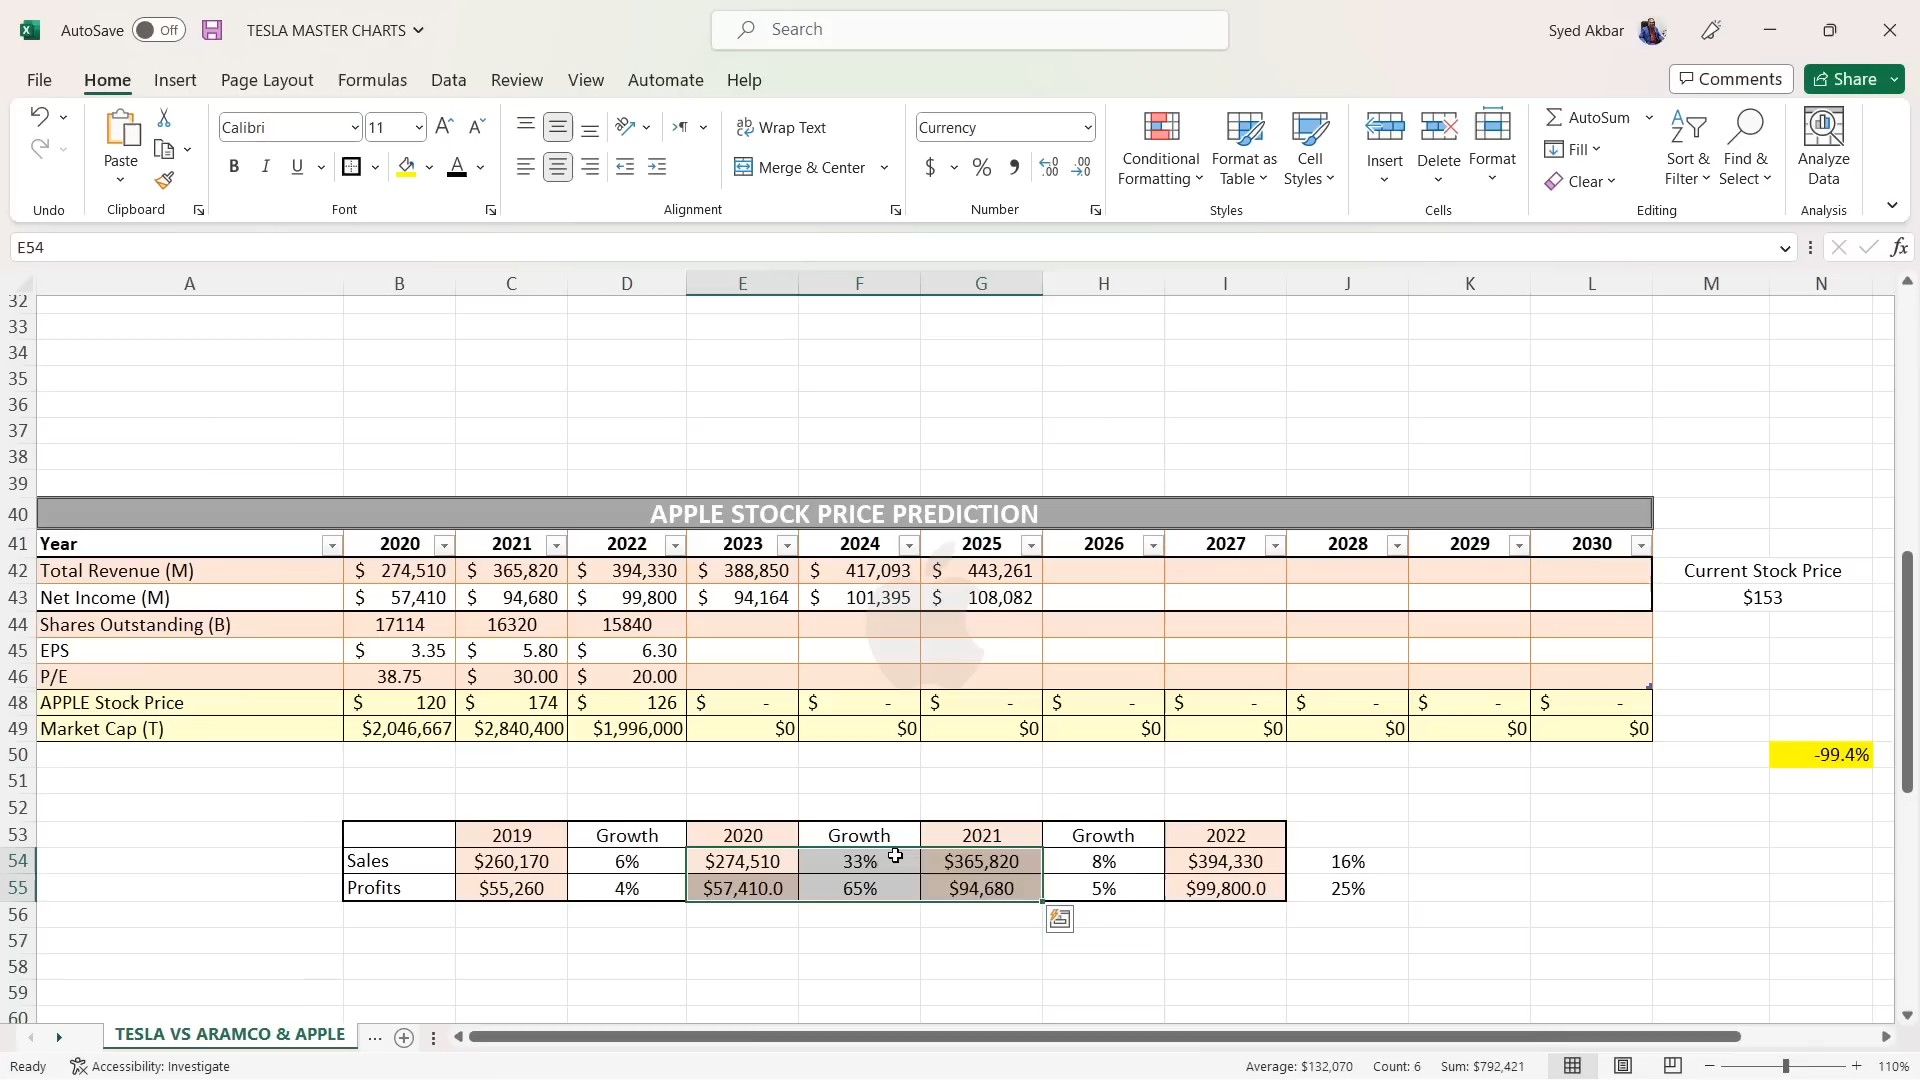 AutoSave Off TESLA MASTER CHARTS Search Syed Akbar
File Home Insert Page Layout Formulas Data Review View Automate Help Comments Share
Paste Calibri 11 Wrap Text Merge & Center Currency $ % , Conditional Formatting Format as Table Cell Styles Insert Delete Format AutoSum Fill Clear Sort & Filter Find & Select Analyze Data
Undo Clipboard Font Alignment Number Styles Cells Editing Analysis
E54 fx
A B C D E F G H I J K L M N
32
33
34
35
36
37
38
39
40 APPLE STOCK PRICE PREDICTION
41 Year 2020 2021 2022 2023 2024 2025 2026 2027 2028 2029 2030
42 Total Revenue (M) $ 274,510 $ 365,820 $ 394,330 $ 388,850 $ 417,093 $ 443,261 Current Stock Price
43 Net Income (M) $ 57,410 $ 94,680 $ 99,800 $ 94,164 $ 101,395 $ 108,082 $153
44 Shares Outstanding (B) 17114 16320 15840
45 EPS $ 3.35 $ 5.80 $ 6.30
46 P/E 38.75 $ 30.00 $ 20.00
48 APPLE Stock Price $ 120 $ 174 $ 126 $ - $ - $ - $ - $ - $ - $ - $ -
49 Market Cap (T) $2,046,667 $2,840,400 $1,996,000 $0 $0 $0 $0 $0 $0 $0 $0
50 -99.4%
51
52
53 2019 Growth 2020 Growth 2021 Growth 2022
54 Sales $260,170 6% $274,510 33% $365,820 8% $394,330 16%
55 Profits $55,260 4% $57,410.0 65% $94,680 5% $99,800.0 25%
56
57
58
59
60
TESLA VS ARAMCO & APPLE ...
Ready Accessibility: Investigate Average: $132,070 Count: 6 Sum: $792,421 110%